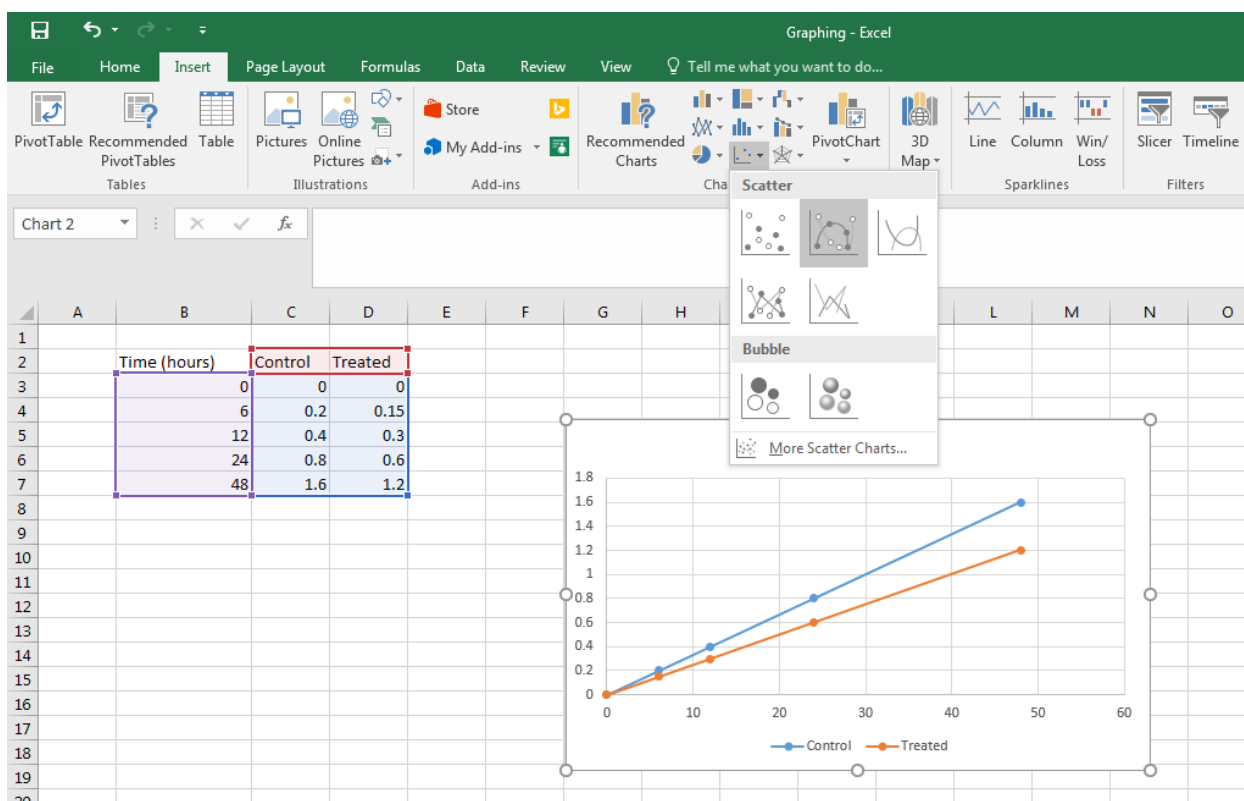 Graphing - Excel
File Home Insert Page Layout Formulas Data Review View Tell me what you want to do...
PivotTable Recommended PivotTables Table Pictures Online Pictures Store My Add-ins Recommended Charts PivotChart 3D Map Line Column Win/ Loss Slicer Timeline
Tables Illustrations Add-ins Cha Sparklines Filters
Scatter
Chart 2 fx
A B C D E F G H L M N O
1
2 Time (hours) Control Treated
3 0 0 0
4 6 0.2 0.15
5 12 0.4 0.3
6 24 0.8 0.6
7 48 1.6 1.2
8
9
10
11
12
13
14
15
16
17
18
19
20
Bubble
More Scatter Charts...
1.8
1.6
1.4
1.2
1
0.8
0.6
0.4
0.2
0
0 10 20 30 40 50 60
Control Treated